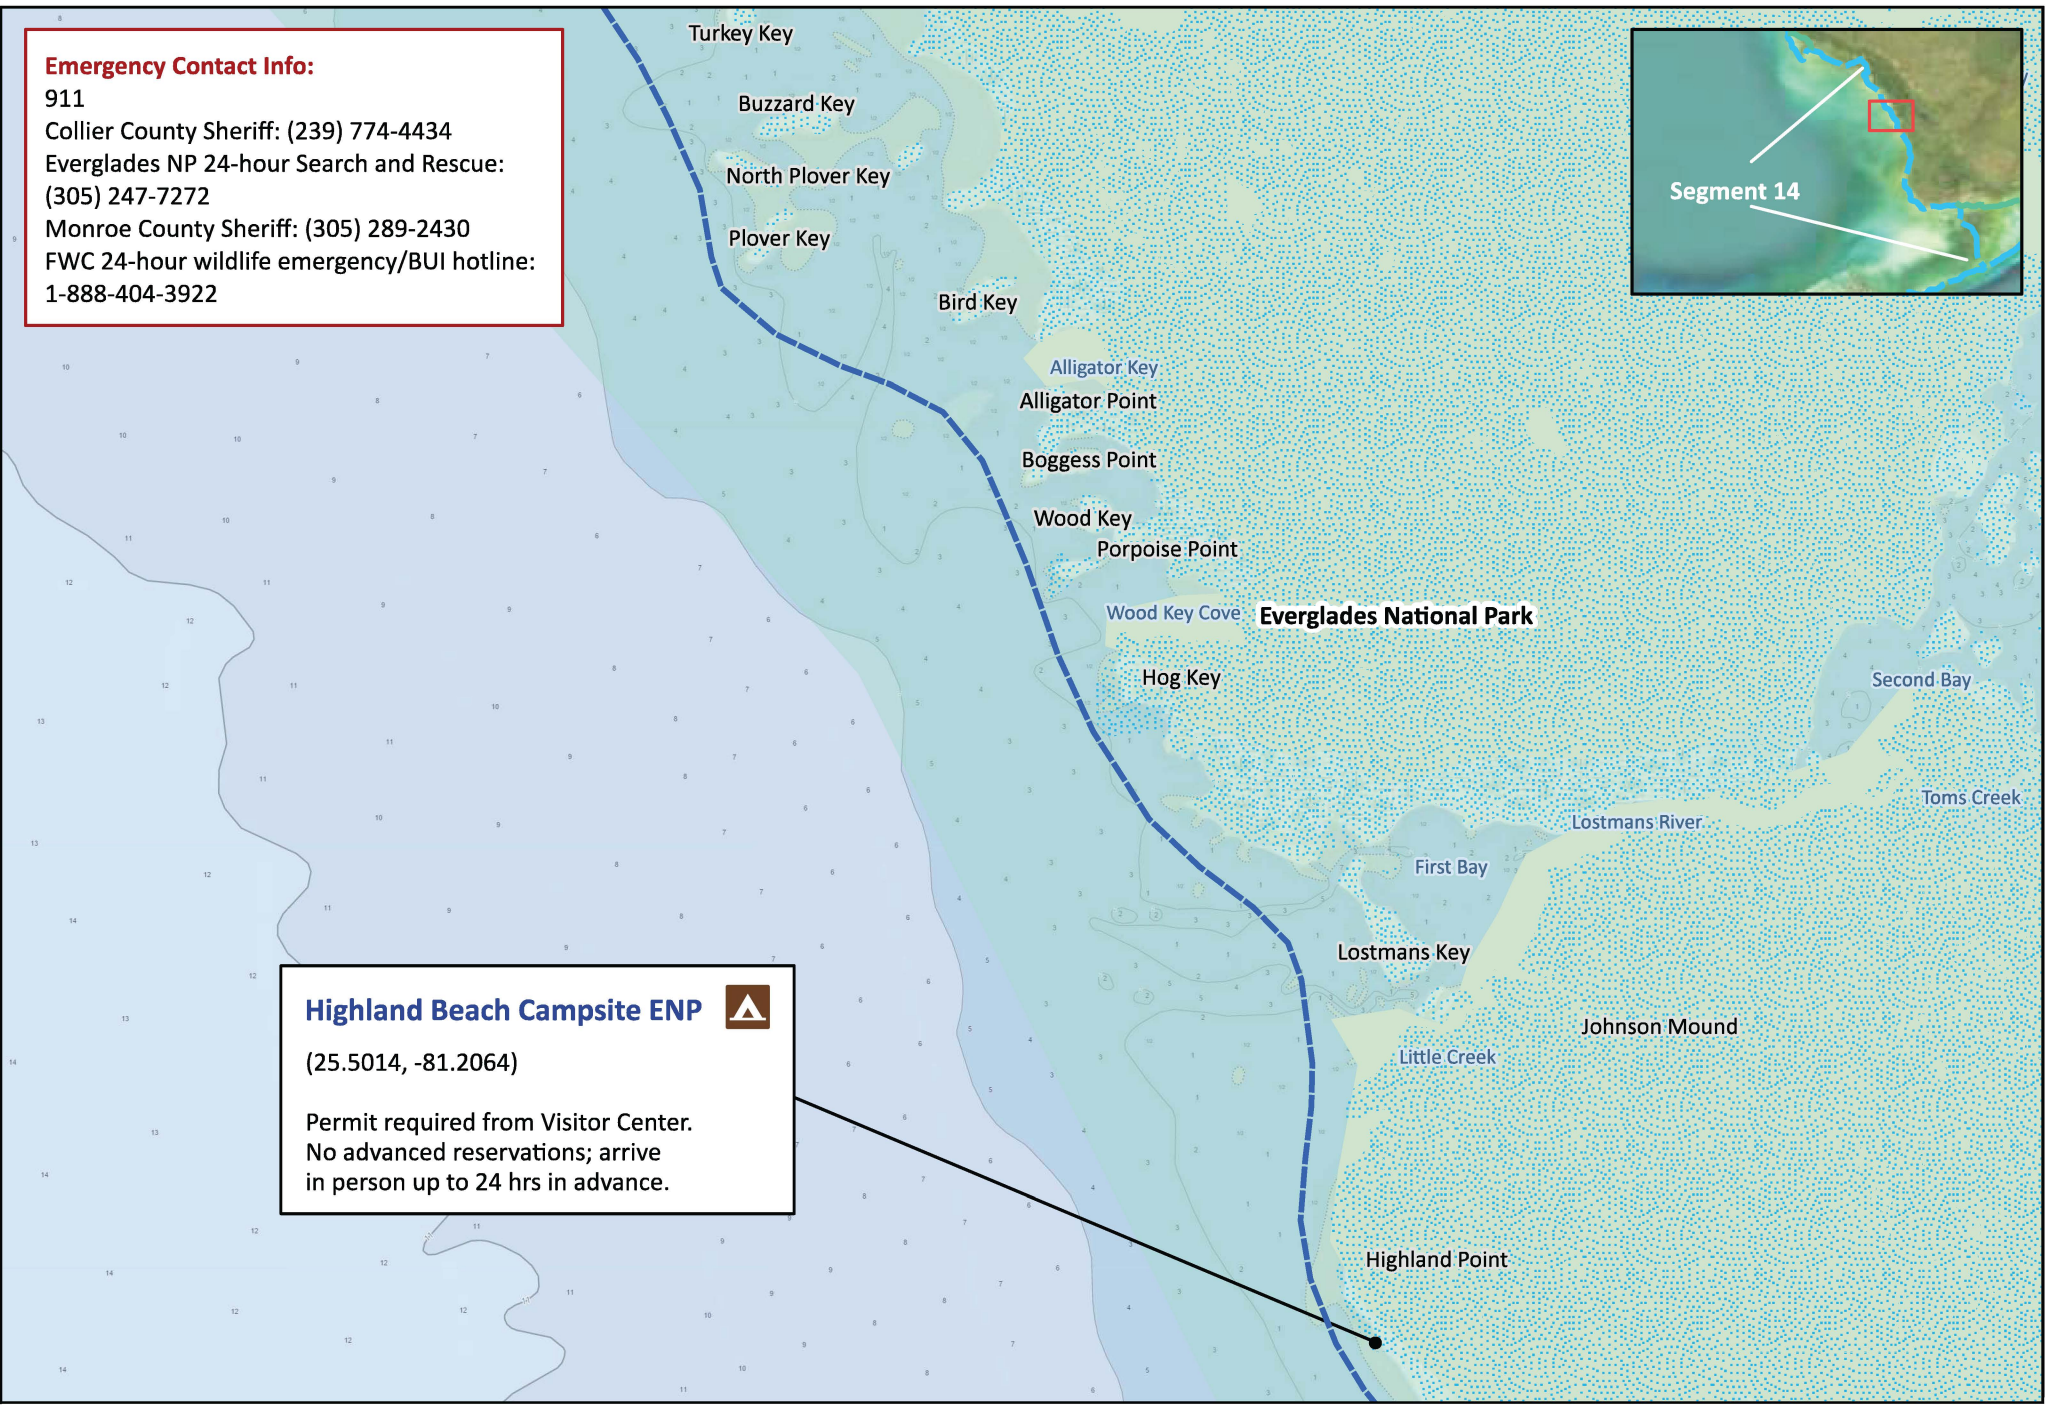 Emergency Contact Info:
911
Collier County Sheriff: (239) 774-4434
Everglades NP 24-hour Search and Rescue:
(305) 247-7272
Monroe County Sheriff: (305) 289-2430
FWC 24-hour wildlife emergency/BUI hotline:
1-888-404-3922
Turkey Key
Buzzard Key
North Plover Key
Plover Key
Bird Key
Segment 14
Alligator Key
Alligator Point
Boggess Point
Wood Key
Porpoise Point
Wood Key Cove
Everglades National Park
Hog Key
Second Bay
Toms Creek
Lostmans River
First Bay
Lostmans Key
Johnson Mound
Little Creek
Highland Point
Highland Beach Campsite ENP
(25.5014, -81.2064)
Permit required from Visitor Center.
No advanced reservations; arrive
in person up to 24 hrs in advance.